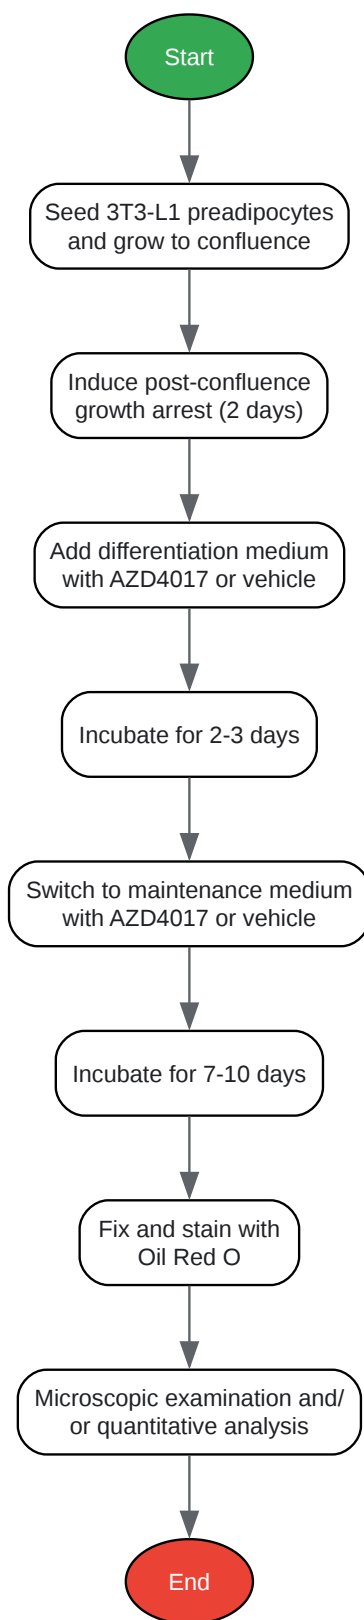 Start
Seed 3T3-L1 preadipocytes
and grow to confluence
Induce post-confluence
growth arrest (2 days)
Add differentiation medium
with AZD4017 or vehicle
Incubate for 2-3 days
Switch to maintenance medium
with AZD4017 or vehicle
Incubate for 7-10 days
Fix and stain with
Oil Red O
Microscopic examination and/
or quantitative analysis
End